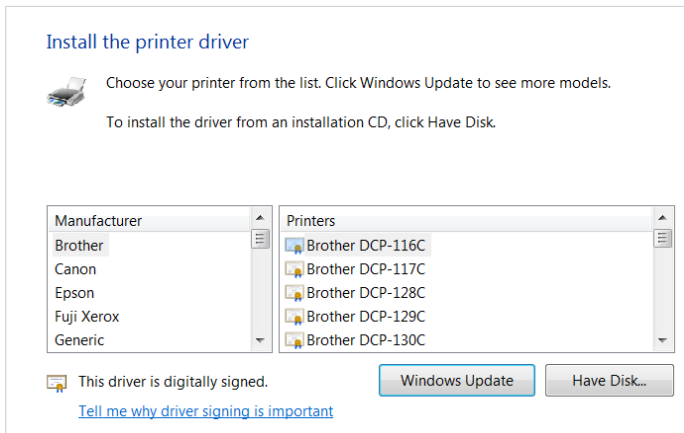 Install the printer driver
Choose your printer from the list. Click Windows Update to see more models.
To install the driver from an installation CD, click Have Disk.
Manufacturer
Brother
Canon
Epson
Fuji Xerox
Generic
Printers
Brother DCP-116C
Brother DCP-117C
Brother DCP-128C
Brother DCP-129C
Brother DCP-130C
This driver is digitally signed.
Windows Update
Have Disk...
Tell me why driver signing is important